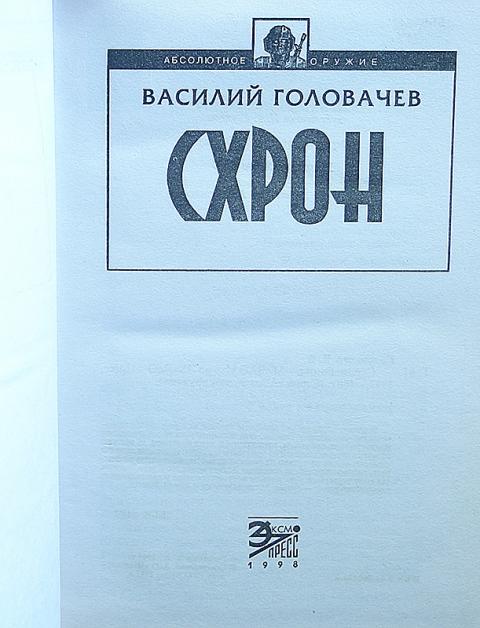 АБСОЛЮТНОЕ ОРУЖИЕ
ВАСИЛИЙ ГОЛОВАЧЕВ
СХРОН
ЭКСМО
ПРЕСС
1998